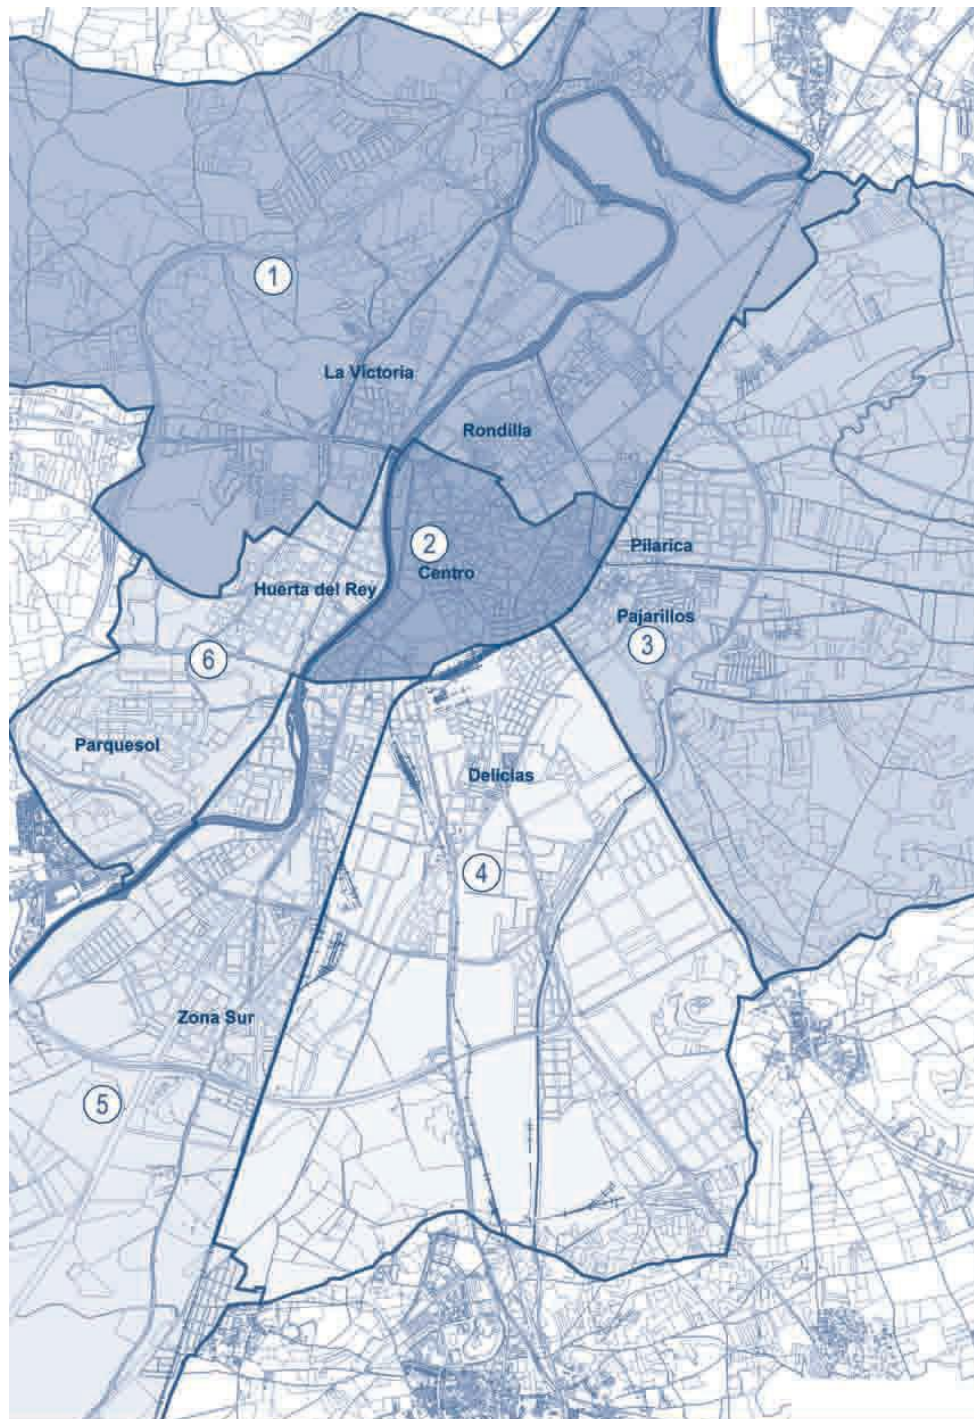 1
La Victoria
Rondilla
2
Centro
Pilarica
Huerta del Rey
Pajarillos
3
6
Parquesol
Delicias
4
Zona Sur
5